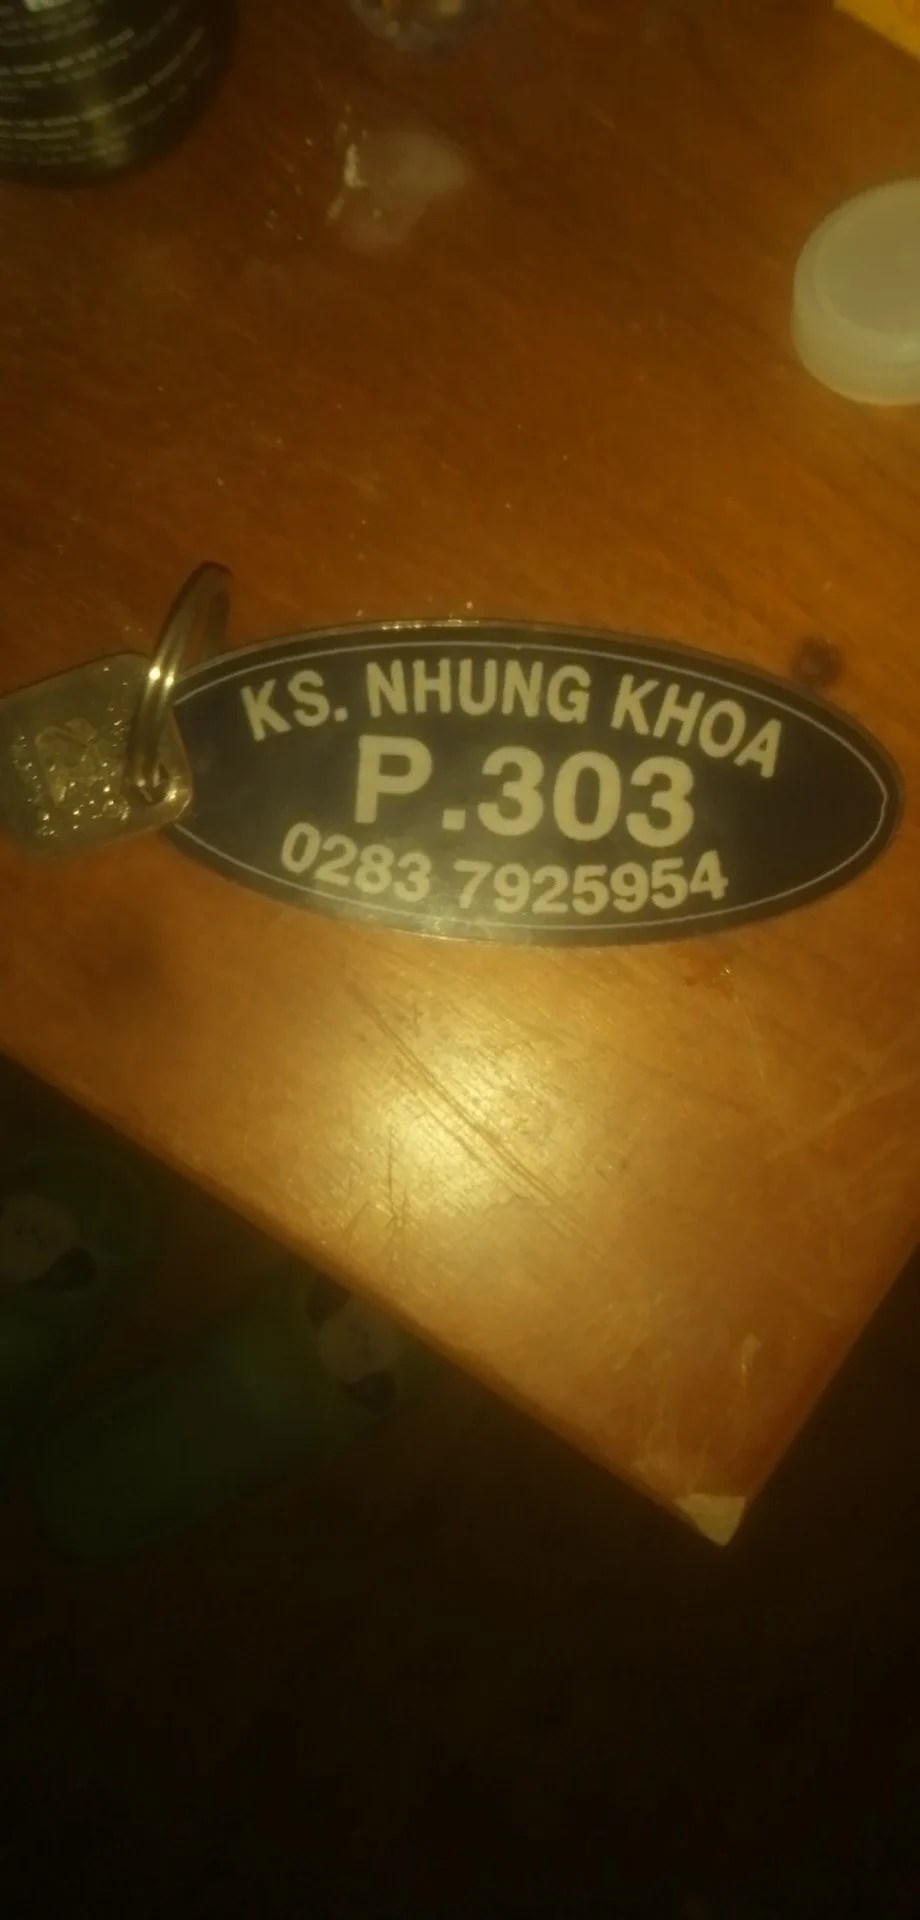 KS. NHUNG KHOA
P.303
0283 7925954